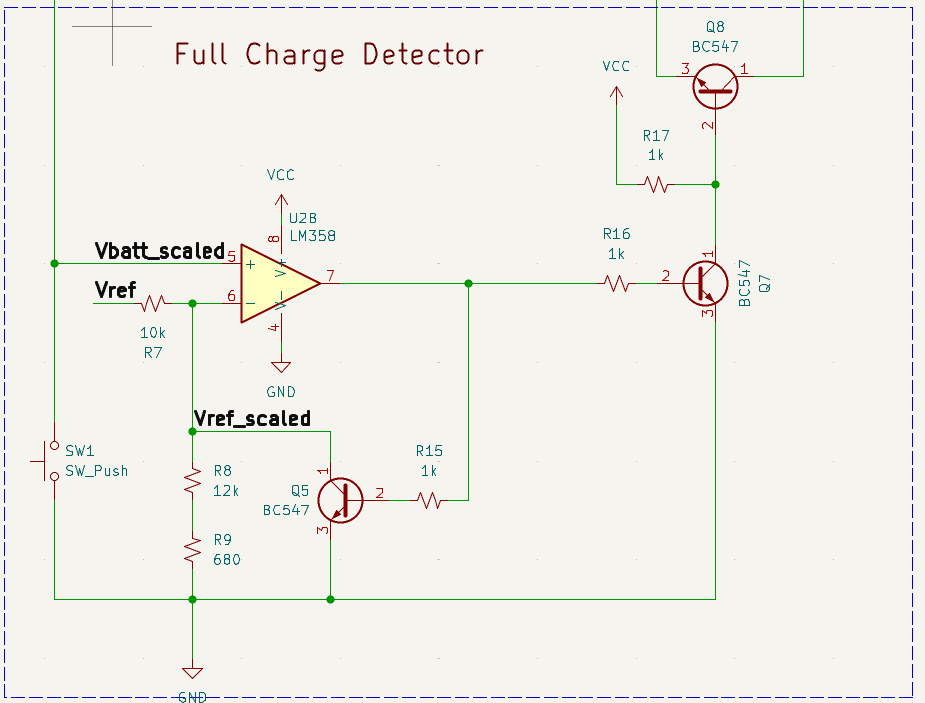 Full Charge Detector
Q8
BC547
3
1
2
VCC
R17
1k
VCC
8
U2B
LM358
Vbatt_scaled
5
+
V+
7
Vref
6
−
V−
10k
R7
4
GND
R16
1k
2
1
3
BC547
Q7
Vref_scaled
SW1
SW_Push
R8
12k
R9
680
Q5
BC547
1
2
3
R15
1k
GND